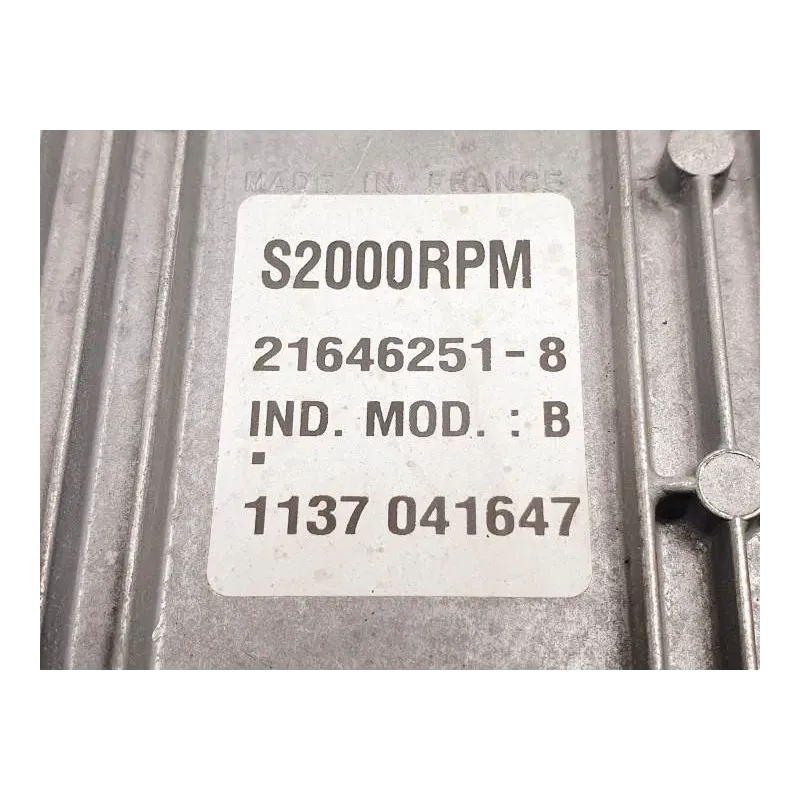 MADE IN FRANCE
S2000RPM
21646251-8
IND. MOD. : B
1137 041647